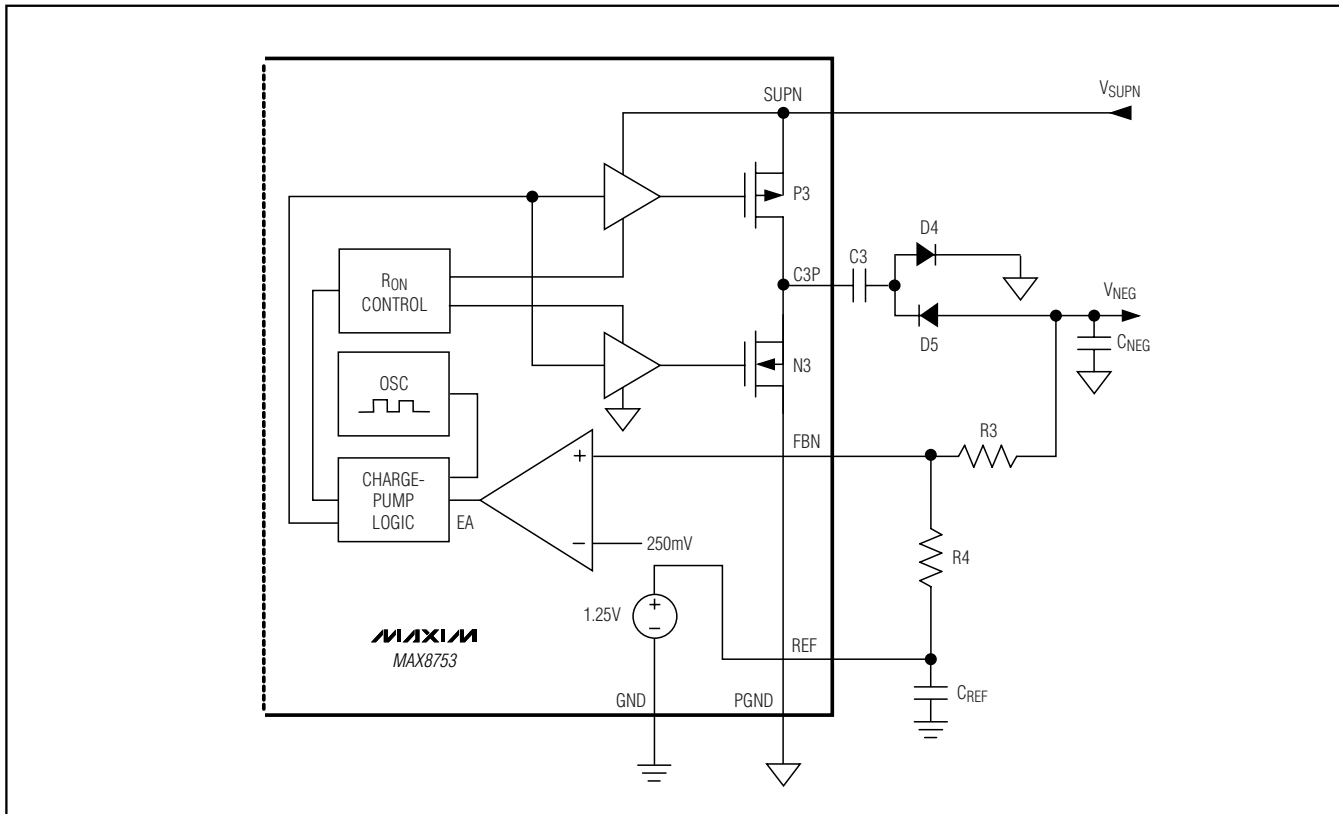 SUPN
VSUPN
P3
D4
RON
CONTROL
C3P
C3
VNEG
D5
CNEG
N3
OSC
FBN
R3
+
CHARGE-
PUMP
LOGIC
EA
−
250mV
R4
1.25V
+
−
MAXIM
MAX8753
REF
CREF
GND
PGND